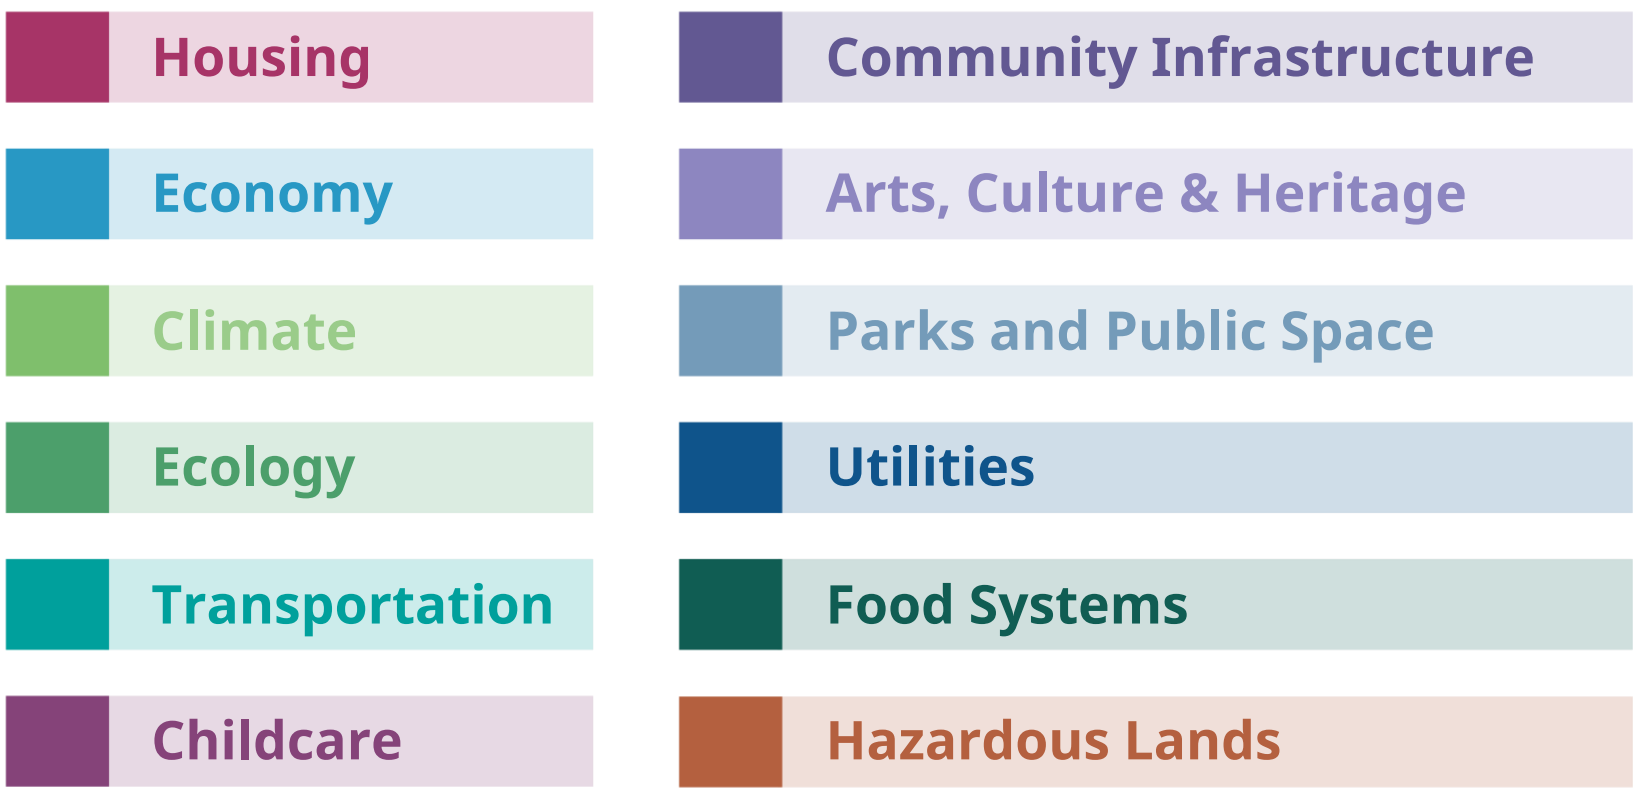 Housing
Economy
Climate
Ecology
Transportation
Childcare
Community Infrastructure
Arts, Culture & Heritage
Parks and Public Space
Utilities
Food Systems
Hazardous Lands